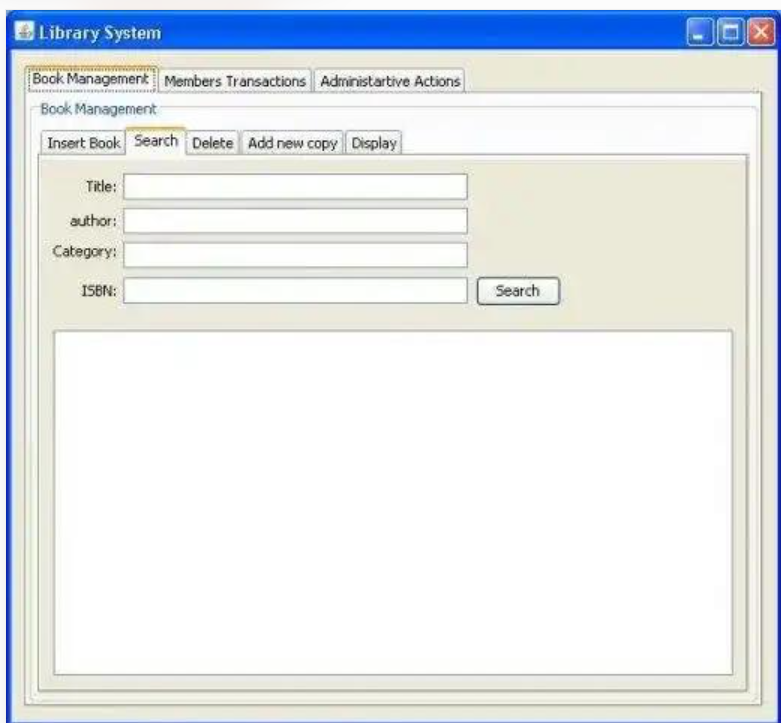 Library System
Book Management Members Transactions Administartive Actions
Book Management
Insert Book Search Delete Add new copy Display
Title:
author:
Category:
ISBN: Search